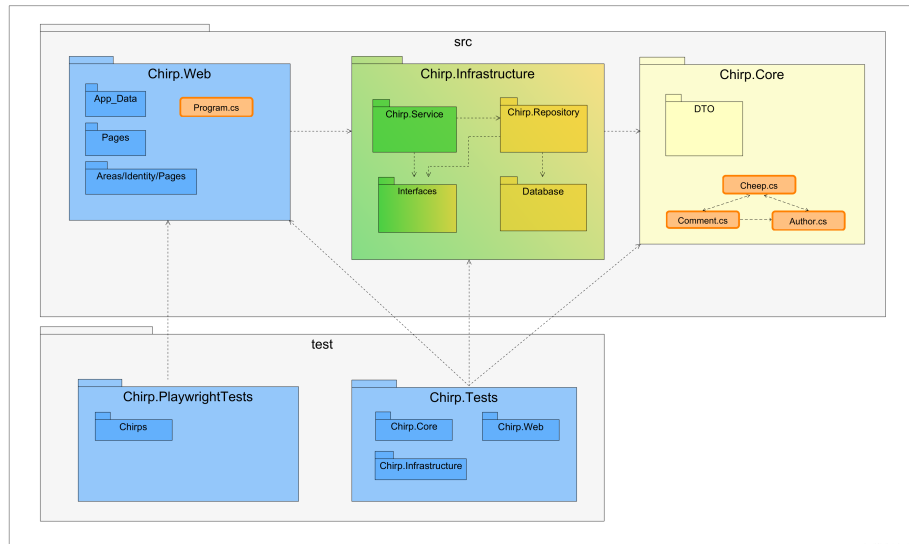 src
Chirp.Web
App_Data
Program.cs
Pages
Areas/Identity/Pages
Chirp.Infrastructure
Chirp.Service
Chirp.Repository
Interfaces
Database
Chirp.Core
DTO
Cheep.cs
Comment.cs
Author.cs
test
Chirp.PlaywrightTests
Chirps
Chirp.Tests
Chirp.Core
Chirp.Web
Chirp.Infrastructure